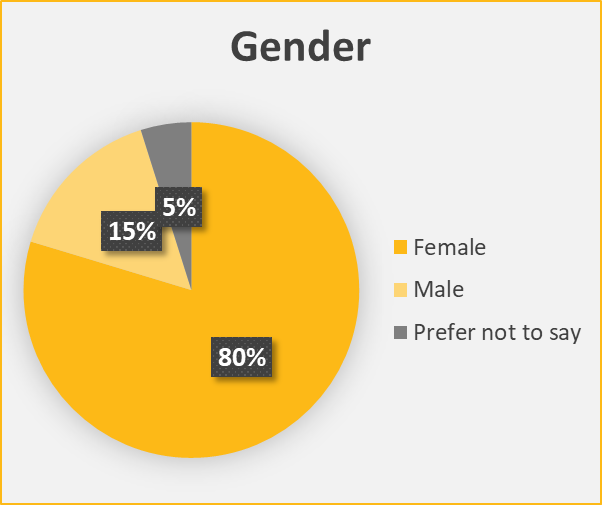 Gender
5%
15%
80%
Female
Male
Prefer not to say